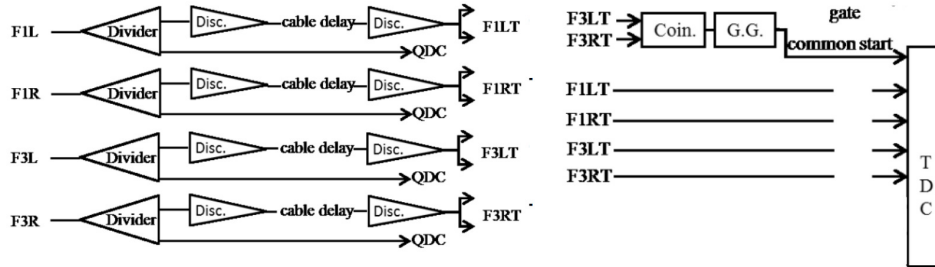 F1L Divider Disc. cable delay Disc. F1LT
QDC
F1R Divider Disc. cable delay Disc. F1RT
QDC
F3L Divider Disc. cable delay Disc. F3LT
QDC
F3R Divider Disc. cable delay Disc. F3RT
QDC
gate
F3LT
F3RT
Coin. G.G.
common start
F1LT
F1RT
F3LT
F3RT
T
D
C